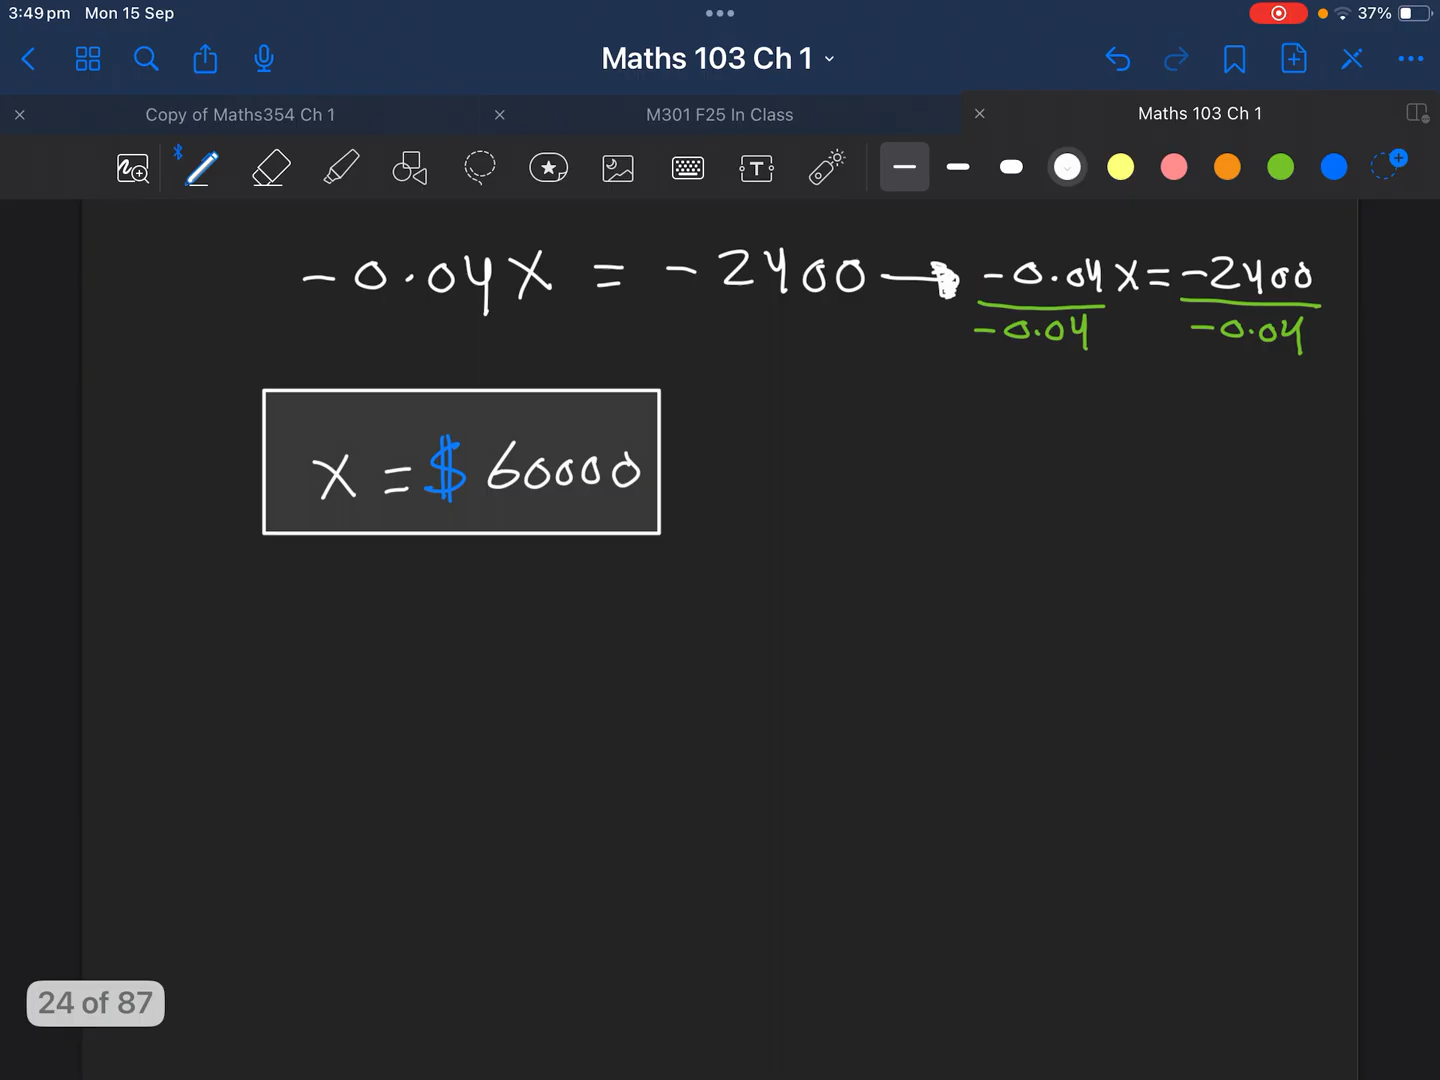 3:49 pm Mon 15 Sep 37%
Maths 103 Ch 1
Copy of Maths354 Ch 1 M301 F25 In Class Maths 103 Ch 1
-0.04x = -2400 → -0.04x = -2400
-0.04 -0.04
x = $ 60000
24 of 87